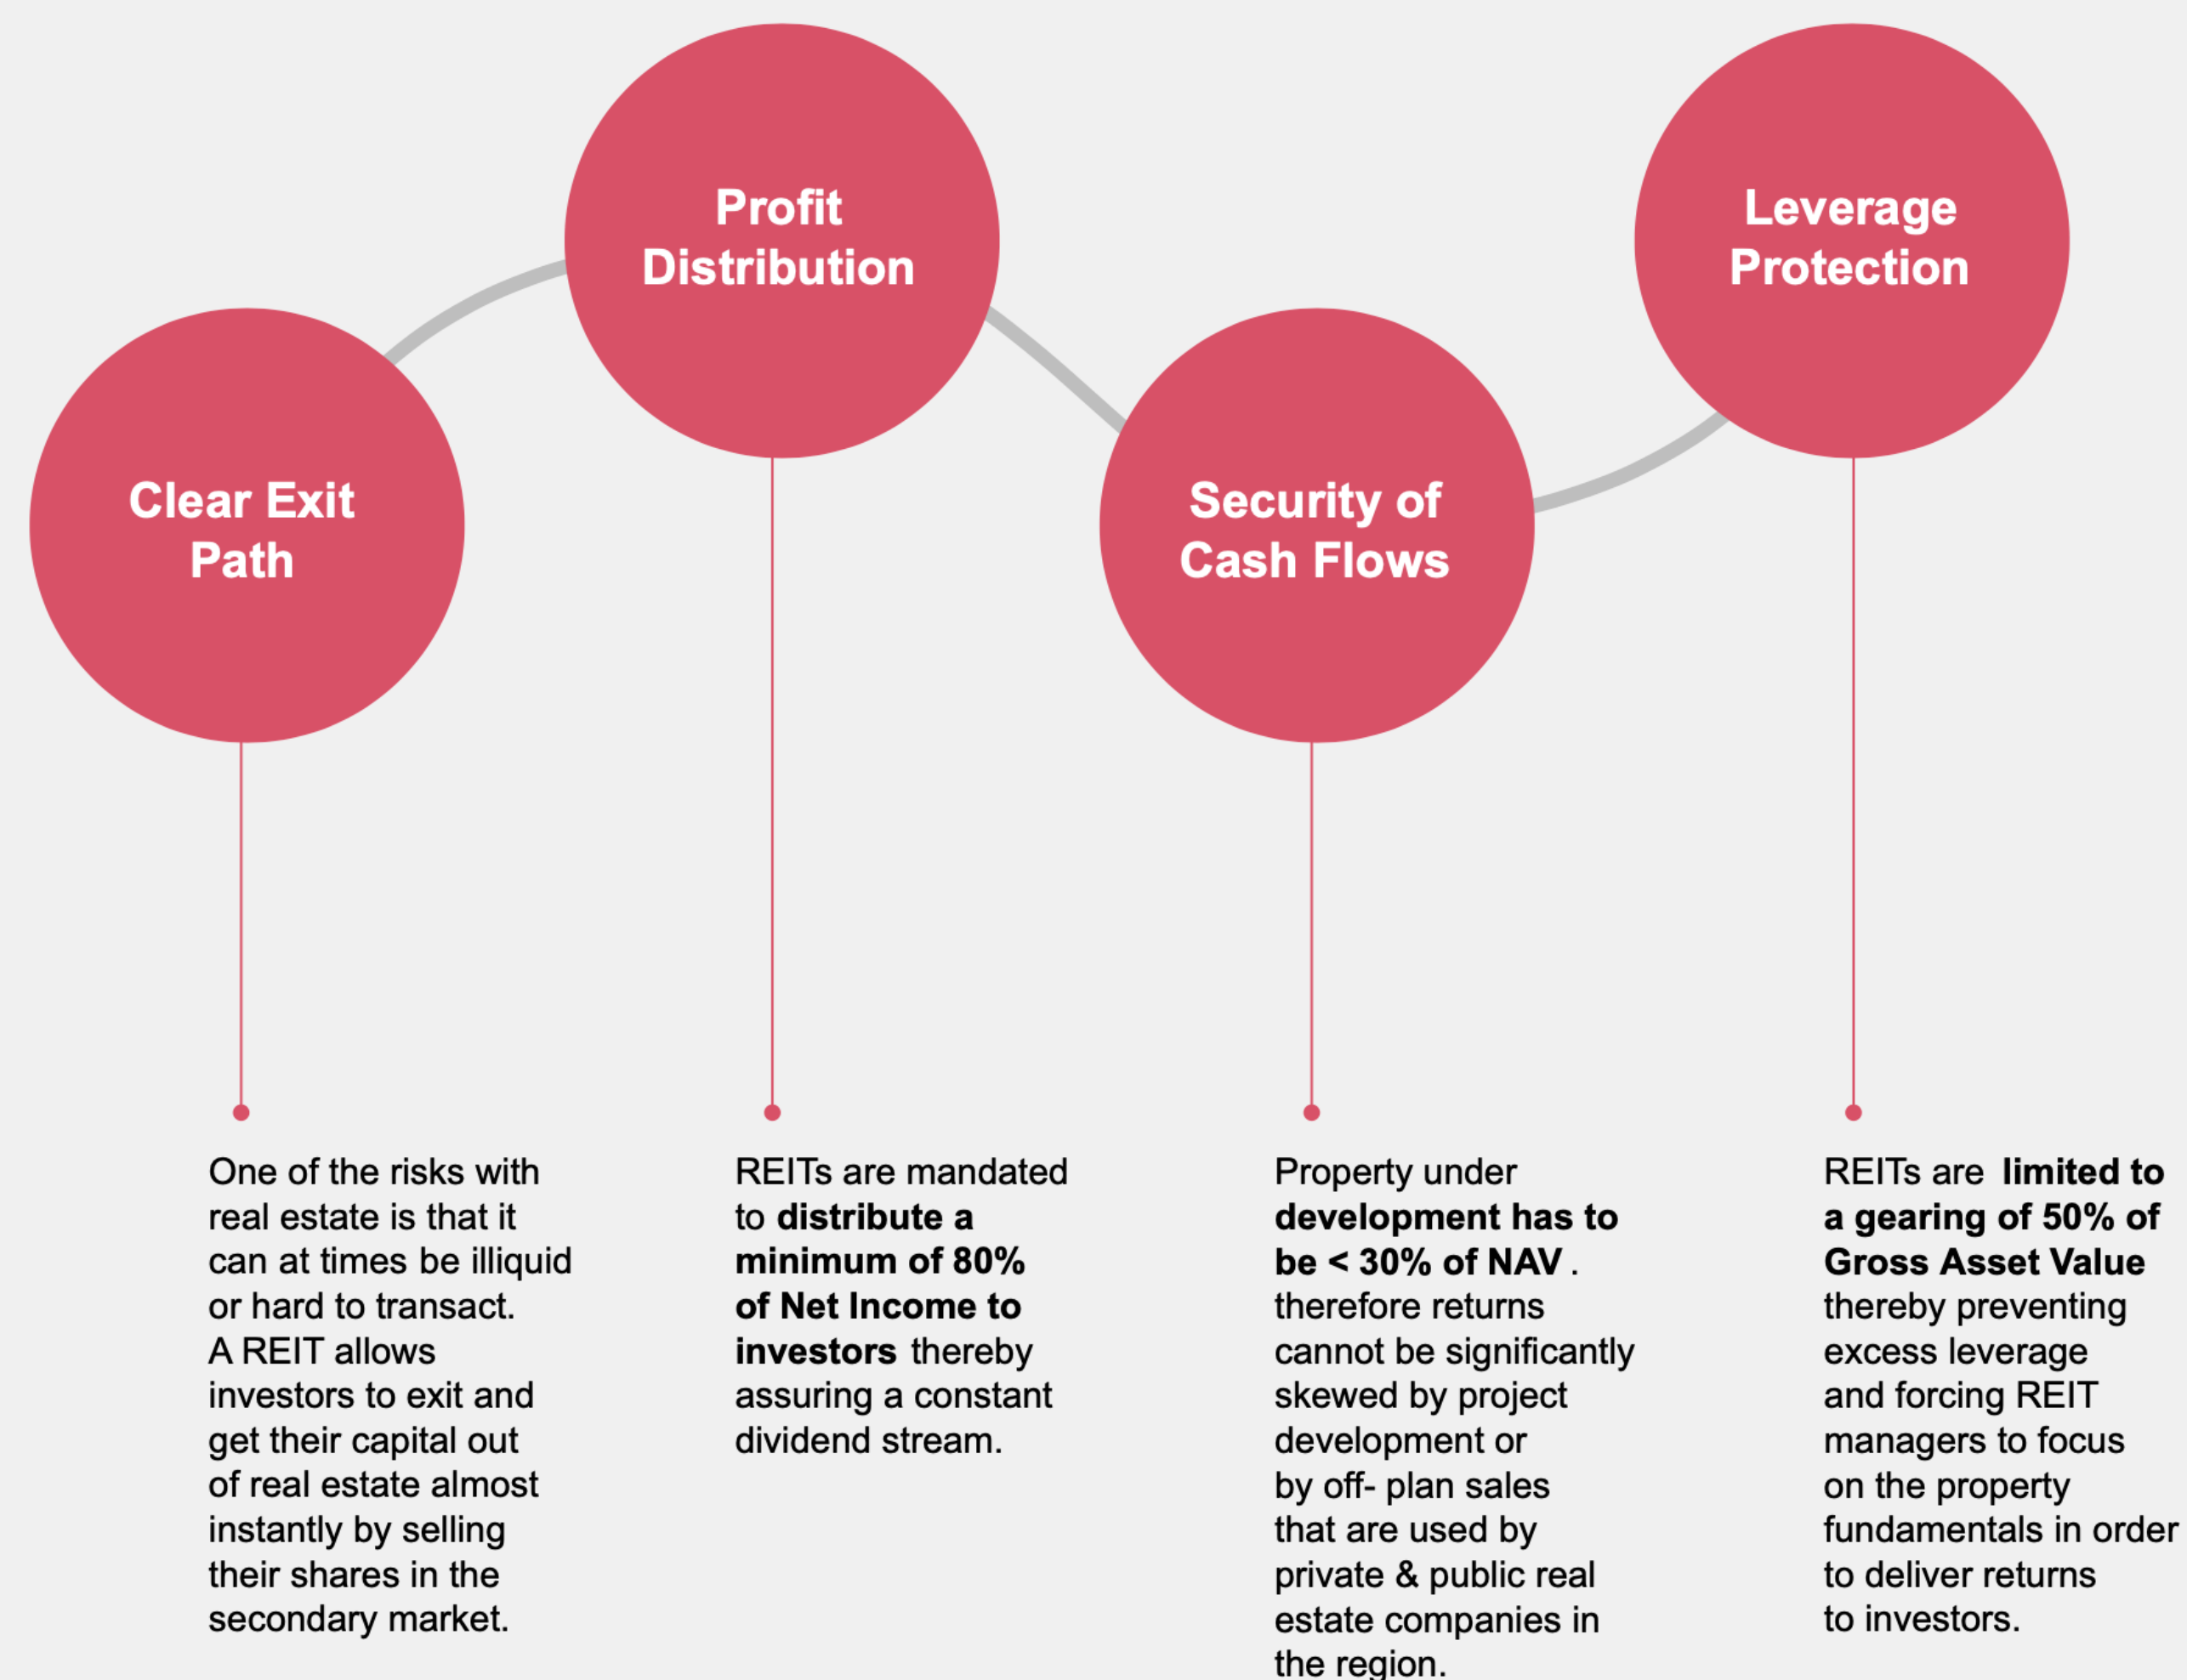 Profit
Distribution
Leverage
Protection
Clear Exit
Path
Security of
Cash Flows
One of the risks with
real estate is that it
can at times be illiquid
or hard to transact.
A REIT allows
investors to exit and
get their capital out
of real estate almost
instantly by selling
their shares in the
secondary market.
REITs are mandated
to distribute a
minimum of 80%
of Net Income to
investors thereby
assuring a constant
dividend stream.
Property under
development has to
be < 30% of NAV .
therefore returns
cannot be significantly
skewed by project
development or
by off- plan sales
that are used by
private & public real
estate companies in
the region.
REITs are limited to
a gearing of 50% of
Gross Asset Value
thereby preventing
excess leverage
and forcing REIT
managers to focus
on the property
fundamentals in order
to deliver returns
to investors.